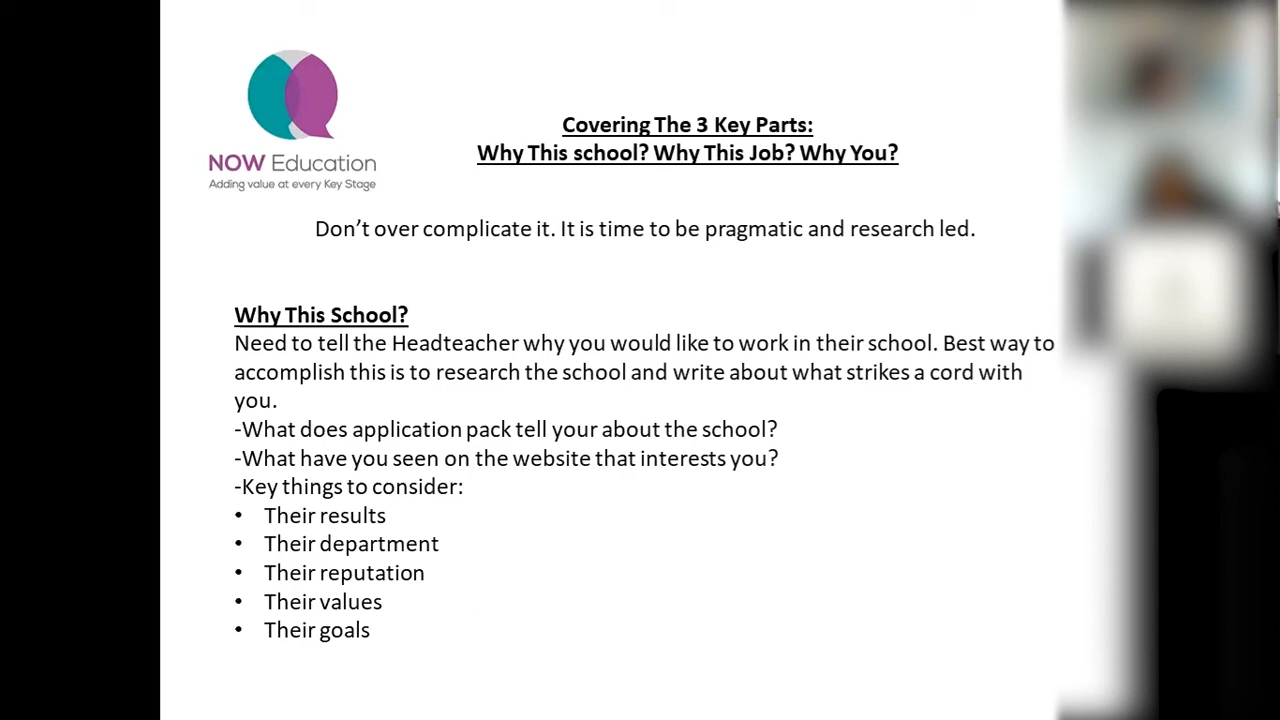 NOW Education
Adding value at every Key Stage
Covering The 3 Key Parts:
Why This school? Why This Job? Why You?
Don't over complicate it. It is time to be pragmatic and research led.
Why This School?
Need to tell the Headteacher why you would like to work in their school. Best way to
accomplish this is to research the school and write about what strikes a cord with
you.
-What does application pack tell your about the school?
-What have you seen on the website that interests you?
-Key things to consider:
• Their results
• Their department
• Their reputation
• Their values
• Their goals